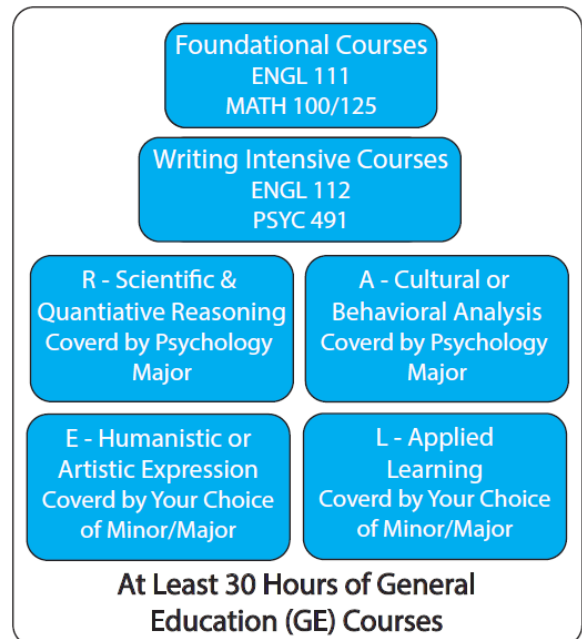 Foundational Courses
ENGL 111
MATH 100/125
Writing Intensive Courses
ENGL 112
PSYC 491
R - Scientific &
Quantiative Reasoning
Coverd by Psychology
Major
A - Cultural or
Behavioral Analysis
Coverd by Psychology
Major
E - Humanistic or
Artistic Expression
Coverd by Your Choice
of Minor/Major
L - Applied
Learning
Coverd by Your Choice
of Minor/Major
At Least 30 Hours of General
Education (GE) Courses